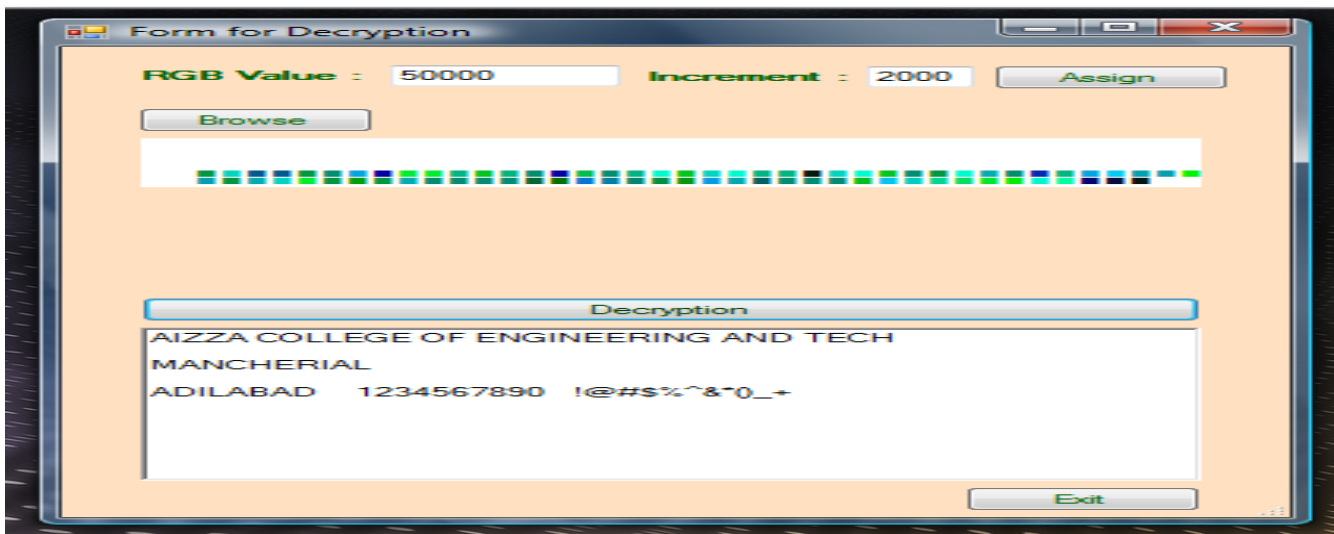 Form for Decryption
RGB Value : 50000 Increment : 2000 Assign
Browse
Decryption
AIZZA COLLEGE OF ENGINEERING AND TECH
MANCHERIAL
ADILABAD 1234567890 !@#$%^&*()_+
Exit